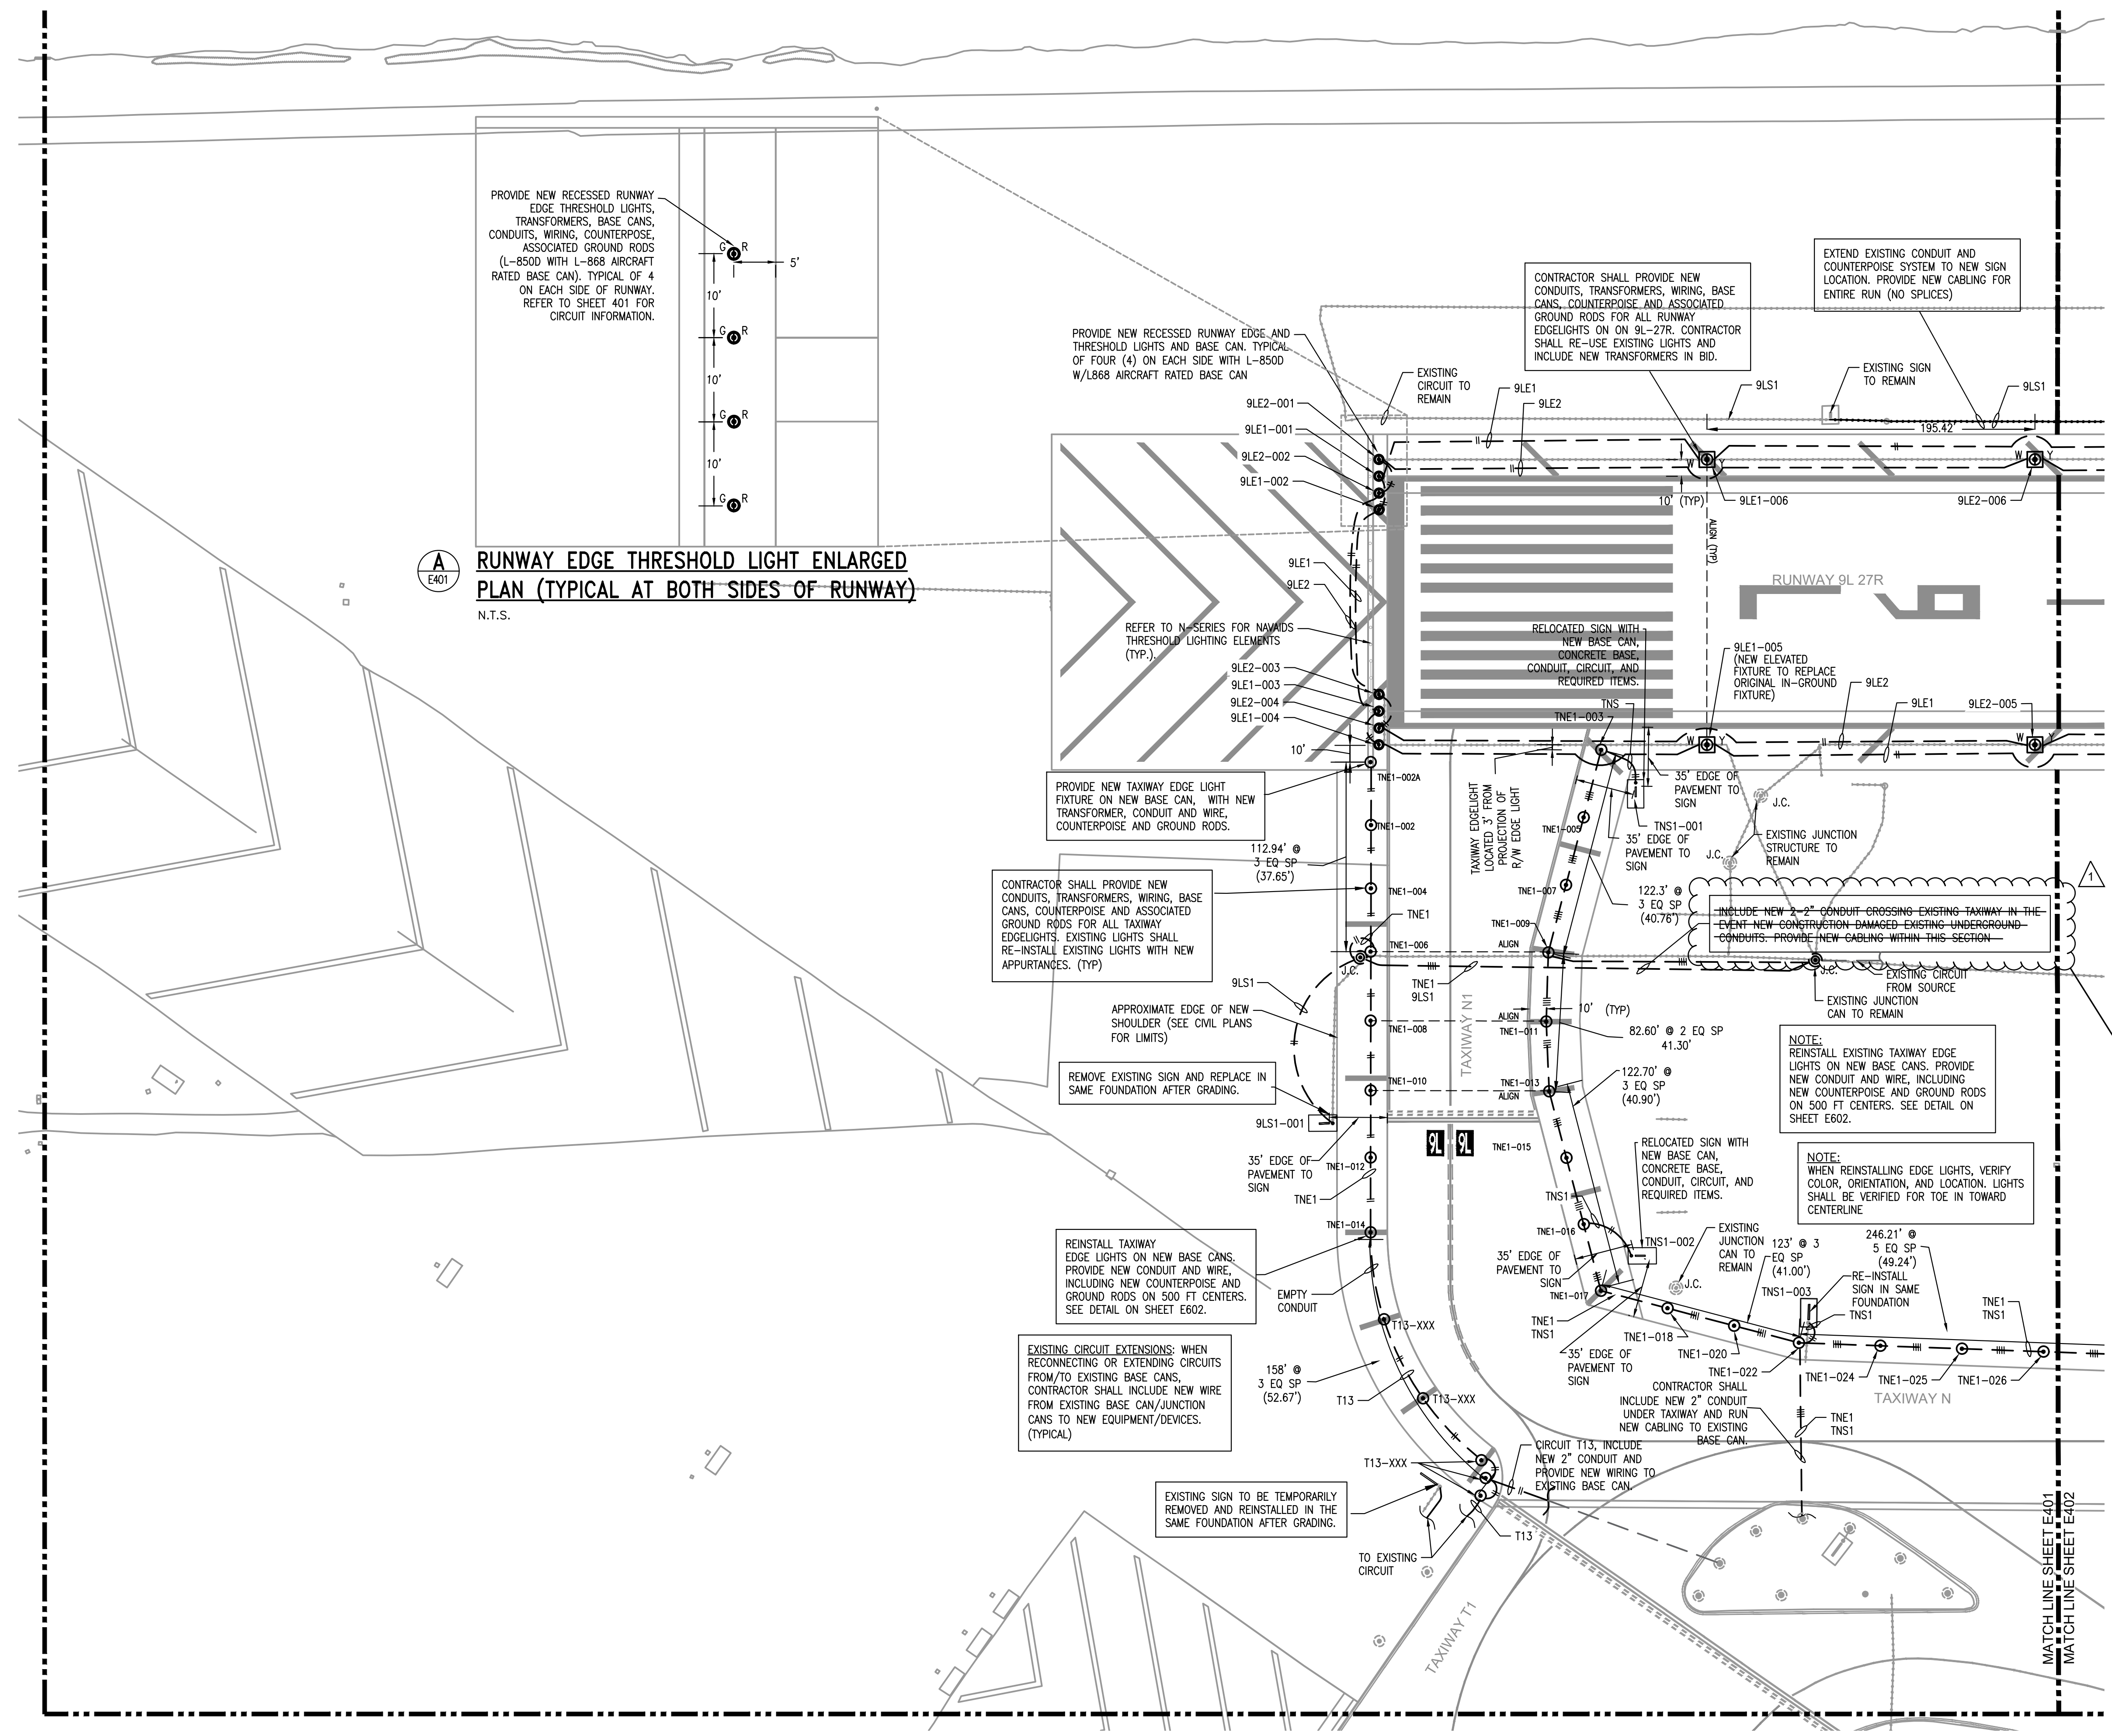 PROVIDE NEW RECESSED RUNWAY
EDGE THRESHOLD LIGHTS,
TRANSFORMERS, BASE CANS,
CONDUITS, WIRING, COUNTERPOSE,
ASSOCIATED GROUND RODS
(L-850D WITH L-868 AIRCRAFT
RATED BASE CAN). TYPICAL OF 4
ON EACH SIDE OF RUNWAY.
REFER TO SHEET 401 FOR
CIRCUIT INFORMATION.
G R
5'
10'
G R
10'
G R
10'
G R
A
E401
RUNWAY EDGE THRESHOLD LIGHT ENLARGED
PLAN (TYPICAL AT BOTH SIDES OF RUNWAY)
N.T.S.
PROVIDE NEW RECESSED RUNWAY EDGE AND
THRESHOLD LIGHTS AND BASE CAN. TYPICAL
OF FOUR (4) ON EACH SIDE WITH L-850D
W/L868 AIRCRAFT RATED BASE CAN
CONTRACTOR SHALL PROVIDE NEW
CONDUITS, TRANSFORMERS, WIRING, BASE
CANS, COUNTERPOISE AND ASSOCIATED
GROUND RODS FOR ALL RUNWAY
EDGELIGHTS ON ON 9L-27R. CONTRACTOR
SHALL RE-USE EXISTING LIGHTS AND
INCLUDE NEW TRANSFORMERS IN BID.
EXTEND EXISTING CONDUIT AND
COUNTERPOISE SYSTEM TO NEW SIGN
LOCATION. PROVIDE NEW CABLING FOR
ENTIRE RUN (NO SPLICES)
EXISTING
CIRCUIT TO
REMAIN
9LE1
9LE2
9LS1
EXISTING SIGN
TO REMAIN
9LS1
195.42'
9LE2-001
9LE1-001
9LE2-002
9LE1-002
W Y
10' (TYP)
9LE1-006
W Y
9LE2-006
ALIGN (TYP)
9LE1
9LE2
RUNWAY 9L 27R
9L
REFER TO N-SERIES FOR NAVAIDS
THRESHOLD LIGHTING ELEMENTS
(TYP.).
RELOCATED SIGN WITH
NEW BASE CAN,
CONCRETE BASE,
CONDUIT, CIRCUIT, AND
REQUIRED ITEMS.
9LE1-005
(NEW ELEVATED
FIXTURE TO REPLACE
ORIGINAL IN-GROUND
FIXTURE)
9LE2
9LE1
9LE2-005
9LE2-003
9LE1-003
9LE2-004
9LE1-004
10'
TNS
TNE1-003
W Y
W Y
TNE1-002A
PROVIDE NEW TAXIWAY EDGE LIGHT
FIXTURE ON NEW BASE CAN, WITH NEW
TRANSFORMER, CONDUIT AND WIRE,
COUNTERPOISE AND GROUND RODS.
TAXIWAY EDGELIGHT
LOCATED 3' FROM
PROJECTION OF
R/W EDGE LIGHT
35' EDGE OF
PAVEMENT TO
SIGN
TNS1-001
35' EDGE OF
PAVEMENT TO
SIGN
J.C.
J.C.
EXISTING JUNCTION
STRUCTURE TO
REMAIN
TNE1-002
TNE1-005
112.94' @
3 EQ SP
(37.65')
TNE1-004
TNE1-007
122.3' @
3 EQ SP
(40.76')
1
INCLUDE NEW 2-2" CONDUIT CROSSING EXISTING TAXIWAY IN THE
EVENT NEW CONSTRUCTION DAMAGED EXISTING UNDERGROUND
CONDUITS. PROVIDE NEW CABLING WITHIN THIS SECTION
CONTRACTOR SHALL PROVIDE NEW
CONDUITS, TRANSFORMERS, WIRING, BASE
CANS, COUNTERPOISE AND ASSOCIATED
GROUND RODS FOR ALL TAXIWAY
EDGELIGHTS. EXISTING LIGHTS SHALL
RE-INSTALL EXISTING LIGHTS WITH NEW
APPURTANCES. (TYP)
TNE1
TNE1-006
TNE1-009
ALIGN
J.C.
TNE1
9LS1
9LS1
J.C.
EXISTING CIRCUIT
FROM SOURCE
EXISTING JUNCTION
CAN TO REMAIN
APPROXIMATE EDGE OF NEW
SHOULDER (SEE CIVIL PLANS
FOR LIMITS)
TNE1-008
TAXIWAY N1
ALIGN
TNE1-011
10' (TYP)
82.60' @ 2 EQ SP
41.30'
NOTE:
REINSTALL EXISTING TAXIWAY EDGE
LIGHTS ON NEW BASE CANS. PROVIDE
NEW CONDUIT AND WIRE, INCLUDING
NEW COUNTERPOISE AND GROUND RODS
ON 500 FT CENTERS. SEE DETAIL ON
SHEET E602.
REMOVE EXISTING SIGN AND REPLACE IN
SAME FOUNDATION AFTER GRADING.
TNE1-010
TNE1-013
ALIGN
122.70' @
3 EQ SP
(40.90')
9LS1-001
9L 9L
35' EDGE OF
PAVEMENT TO
SIGN
TNE1-012
TNE1
TNE1-015
RELOCATED SIGN WITH
NEW BASE CAN,
CONCRETE BASE,
CONDUIT, CIRCUIT, AND
REQUIRED ITEMS.
NOTE:
WHEN REINSTALLING EDGE LIGHTS, VERIFY
COLOR, ORIENTATION, AND LOCATION. LIGHTS
SHALL BE VERIFIED FOR TOE IN TOWARD
CENTERLINE
TNS1
TNE1-014
TNE1-016
TNS1-002
REINSTALL TAXIWAY
EDGE LIGHTS ON NEW BASE CANS.
PROVIDE NEW CONDUIT AND WIRE,
INCLUDING NEW COUNTERPOISE AND
GROUND RODS ON 500 FT CENTERS.
SEE DETAIL ON SHEET E602.
EMPTY
CONDUIT
35' EDGE OF
PAVEMENT TO
SIGN
TNE1-017
EXISTING
JUNCTION
CAN TO
REMAIN
J.C.
123' @ 3
EQ SP
(41.00')
TNS1-003
246.21' @
5 EQ SP
(49.24')
RE-INSTALL
SIGN IN SAME
FOUNDATION
TNS1
TNE1
TNS1
TNE1
TNS1
TNE1-018
TNE1-020
TNE1-022
TNE1-024
TNE1-025
TNE1-026
35' EDGE OF
PAVEMENT TO
SIGN
TAXIWAY N
EXISTING CIRCUIT EXTENSIONS: WHEN
RECONNECTING OR EXTENDING CIRCUITS
FROM/TO EXISTING BASE CANS,
CONTRACTOR SHALL INCLUDE NEW WIRE
FROM EXISTING BASE CAN/JUNCTION
CANS TO NEW EQUIPMENT/DEVICES.
(TYPICAL)
T13-XXX
158' @
3 EQ SP
(52.67')
T13
T13-XXX
CONTRACTOR SHALL
INCLUDE NEW 2" CONDUIT
UNDER TAXIWAY AND RUN
NEW CABLING TO EXISTING
BASE CAN.
TNE1
TNS1
T13-XXX
CIRCUIT T13, INCLUDE
NEW 2" CONDUIT AND
PROVIDE NEW WIRING TO
EXISTING BASE CAN.
EXISTING SIGN TO BE TEMPORARILY
REMOVED AND REINSTALLED IN THE
SAME FOUNDATION AFTER GRADING.
T13
TO EXISTING
CIRCUIT
TAXIWAY T1
MATCH LINE SHEET E401
MATCH LINE SHEET E402